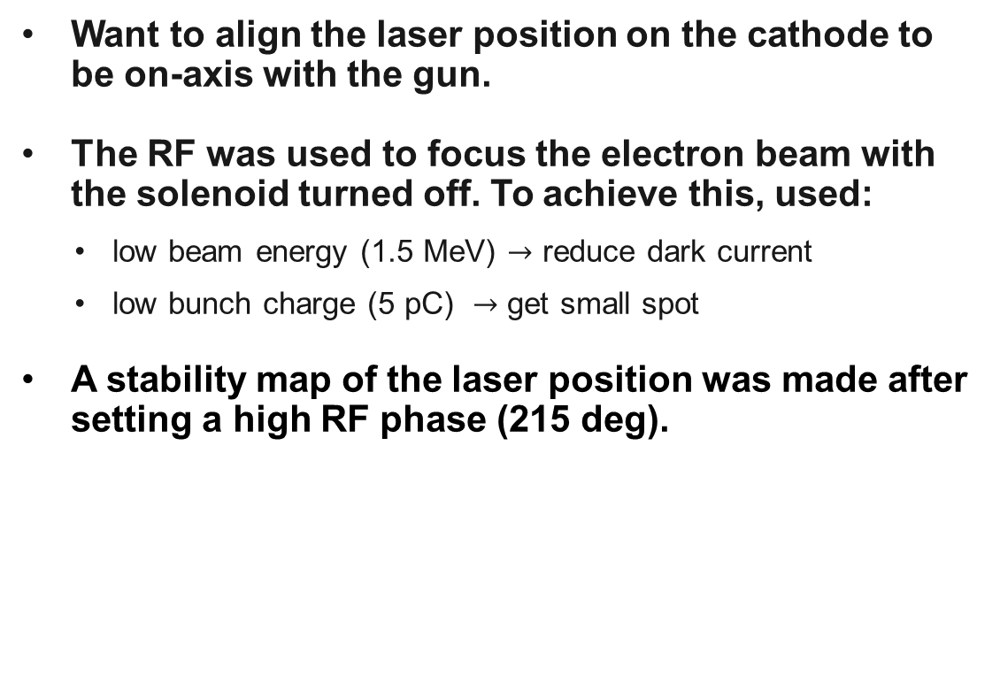 • Want to align the laser position on the cathode to
be on-axis with the gun.
• The RF was used to focus the electron beam with
the solenoid turned off. To achieve this, used:
• low beam energy (1.5 MeV) → reduce dark current
• low bunch charge (5 pC) → get small spot
• A stability map of the laser position was made after
setting a high RF phase (215 deg).